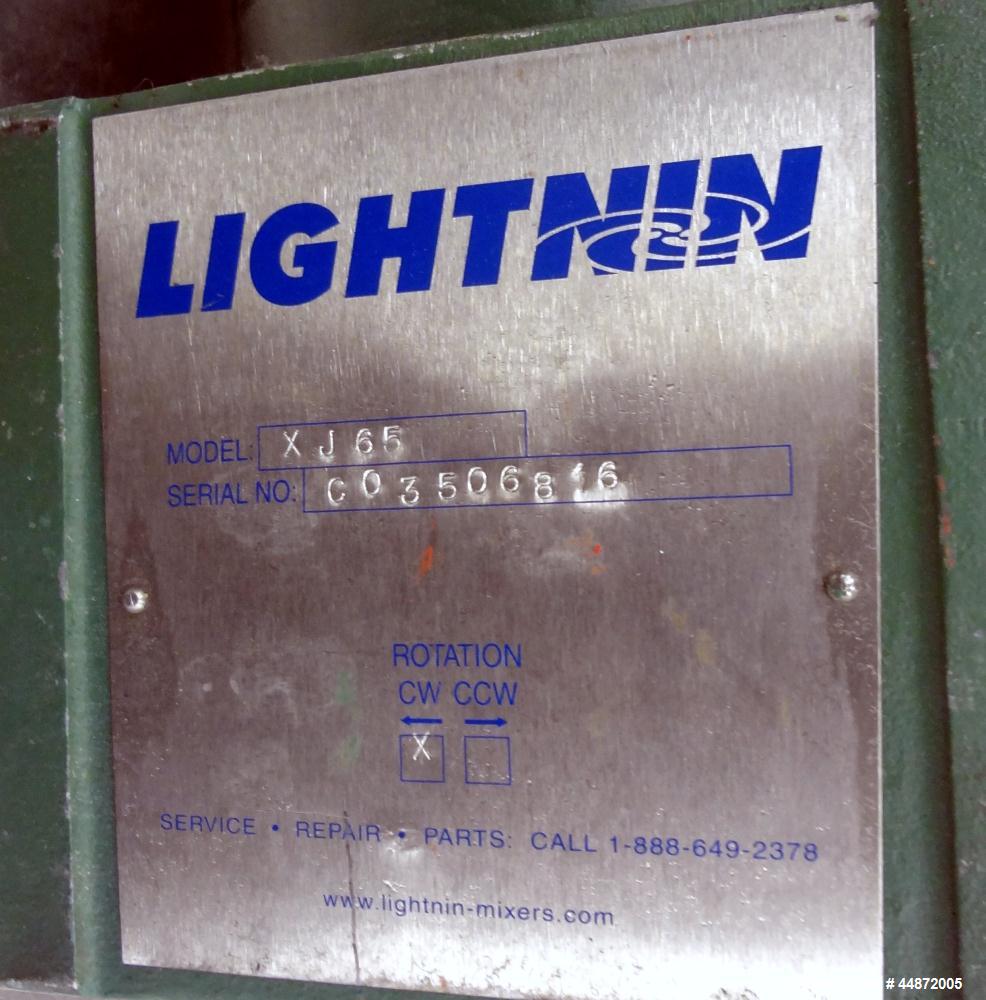 LIGHTNIN
MODEL: XJ65
SERIAL NO: C03506816
ROTATION
CW CCW
X
SERVICE • REPAIR • PARTS: CALL 1-888-649-2378
www.lightnin-mixers.com
# 44872005